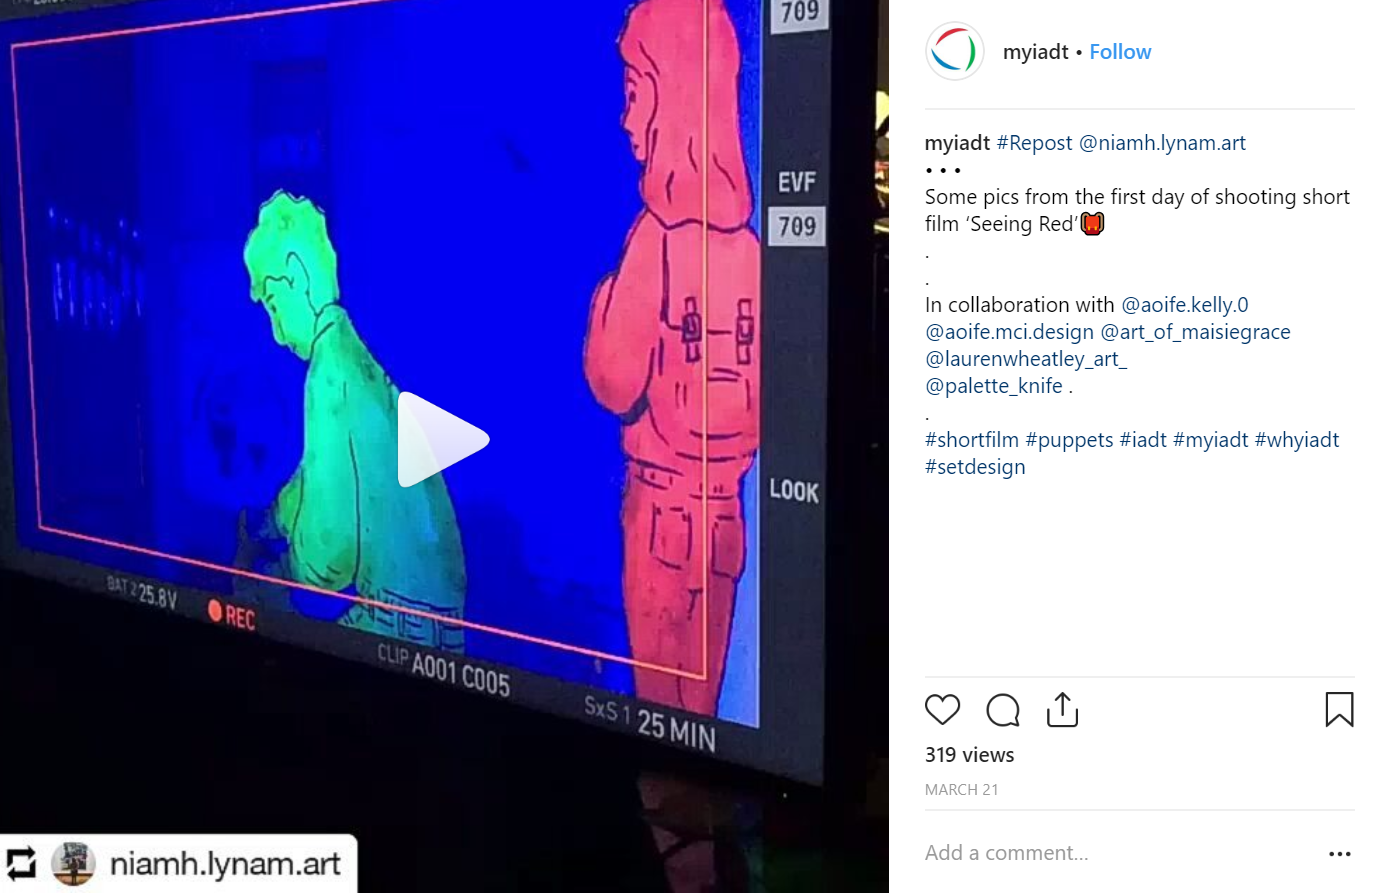 709
EVF
709
LOOK
BAT 2 25.8V
REC
CLIP A001 C005
SxS 1 25 MIN
niamh.lynam.art
myiadt • Follow
myiadt #Repost @niamh.lynam.art
• • •
Some pics from the first day of shooting short
film ‘Seeing Red’
.
.
In collaboration with @aoife.kelly.0
@aoife.mci.design @art_of_maisiegrace
@laurenwheatley_art_
@palette_knife .
.
#shortfilm #puppets #iadt #myiadt #whyiadt
#setdesign
319 views
MARCH 21
Add a comment...